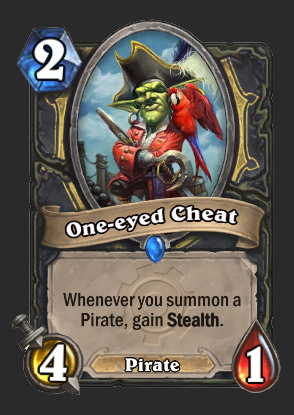 2
One-eyed Cheat
Whenever you summon a
Pirate, gain Stealth.
4
Pirate
1